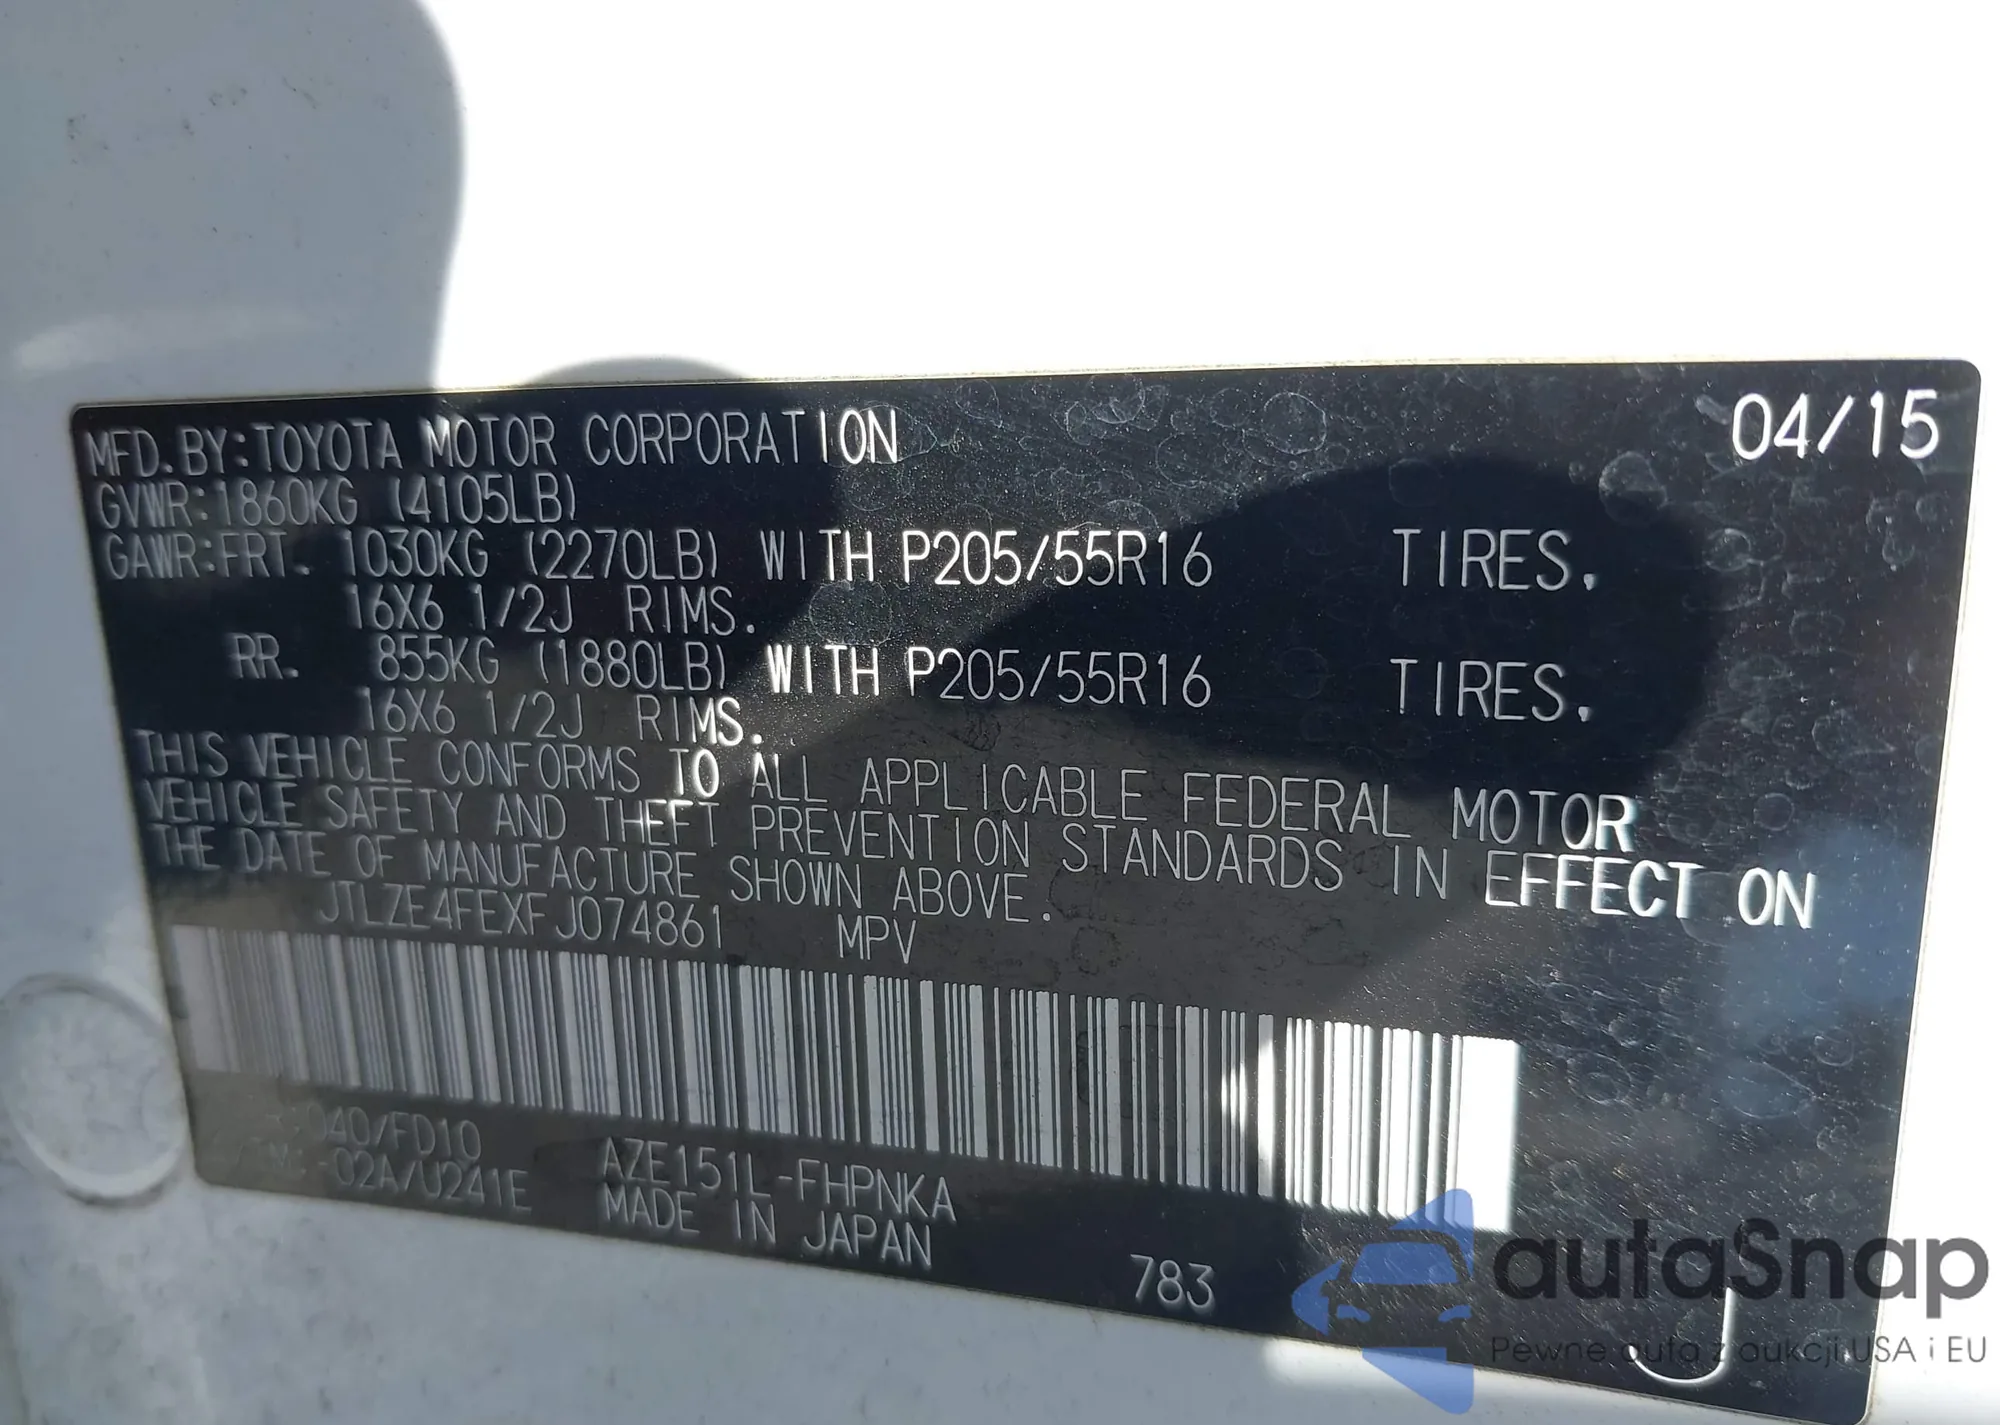 MFD.BY:TOYOTA MOTOR CORPORATION 04/15
GVWR:1860KG (4105LB)
GAWR:FRT. 1030KG (2270LB) WITH P205/55R16 TIRES,
16X6 1/2J RIMS.
RR. 855KG (1880LB) WITH P205/55R16 TIRES,
16X6 1/2J RIMS.
THIS VEHICLE CONFORMS TO ALL APPLICABLE FEDERAL MOTOR
VEHICLE SAFETY AND THEFT PREVENTION STANDARDS IN EFFECT ON
THE DATE OF MANUFACTURE SHOWN ABOVE.
JTLZE4FEXFJ074861 MPV
040/FD10 AZE151L-FHPNKA
-02A/U241E MADE IN JAPAN
783
autaSnap
Pewne auta z aukcji USA i EU